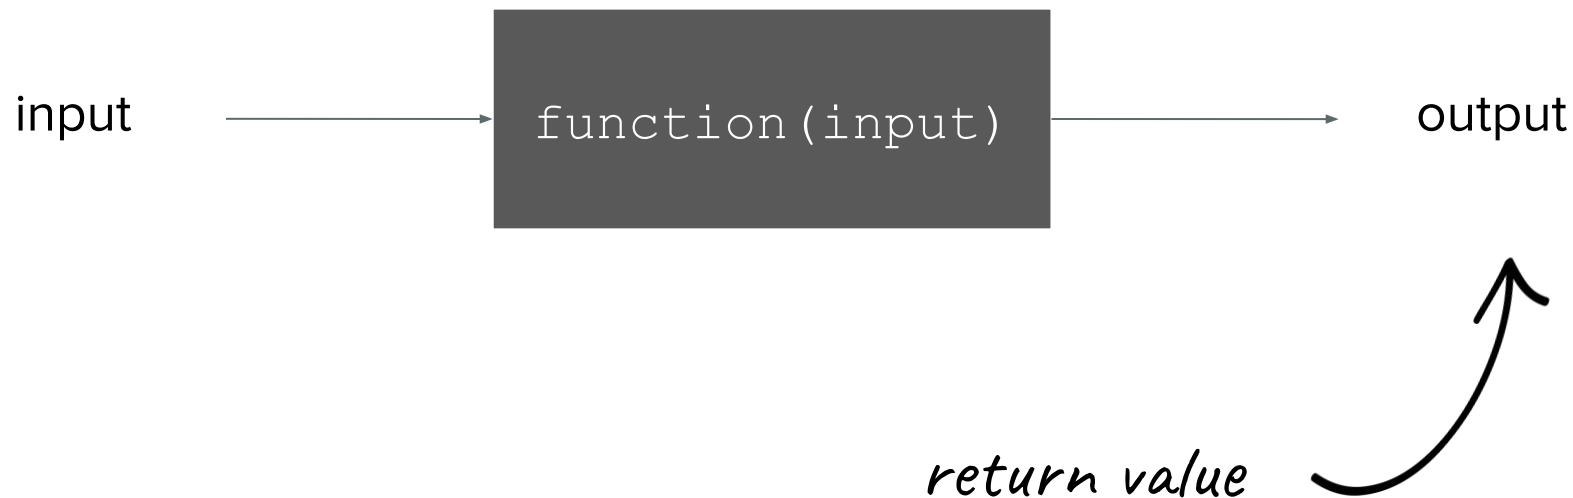 input
function(input)
output
return value